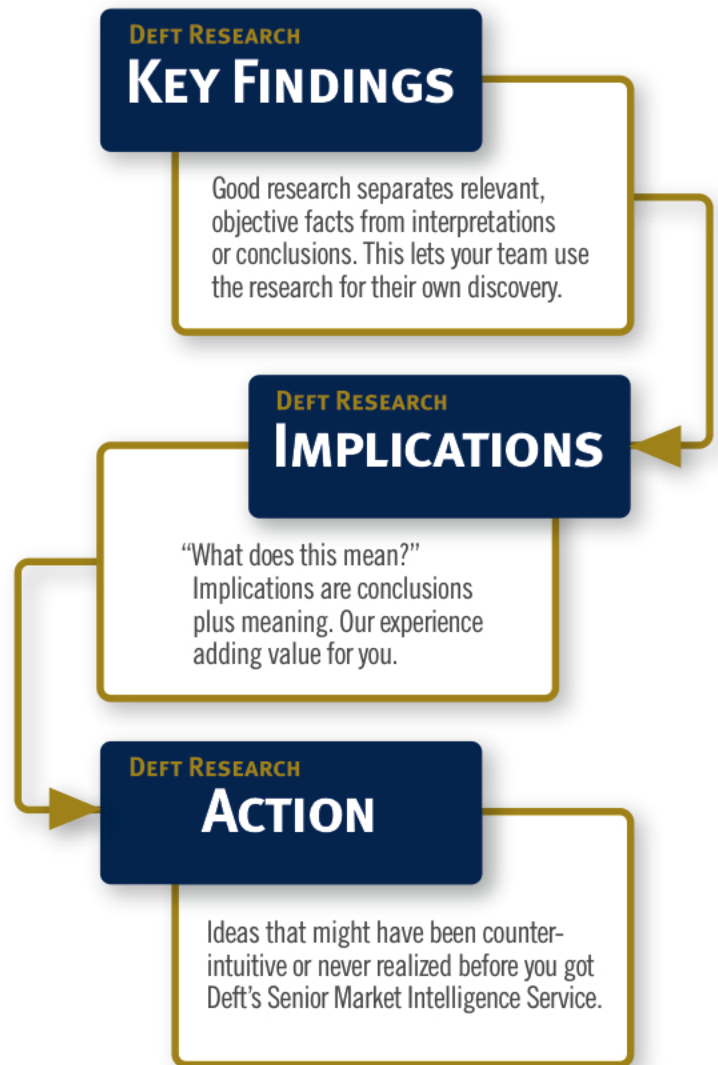 DEFT RESEARCH
KEY FINDINGS
Good research separates relevant,
objective facts from interpretations
or conclusions. This lets your team use
the research for their own discovery.
DEFT RESEARCH
IMPLICATIONS
“What does this mean?”
Implications are conclusions
plus meaning. Our experience
adding value for you.
DEFT RESEARCH
ACTION
Ideas that might have been counter-
intuitive or never realized before you got
Deft’s Senior Market Intelligence Service.